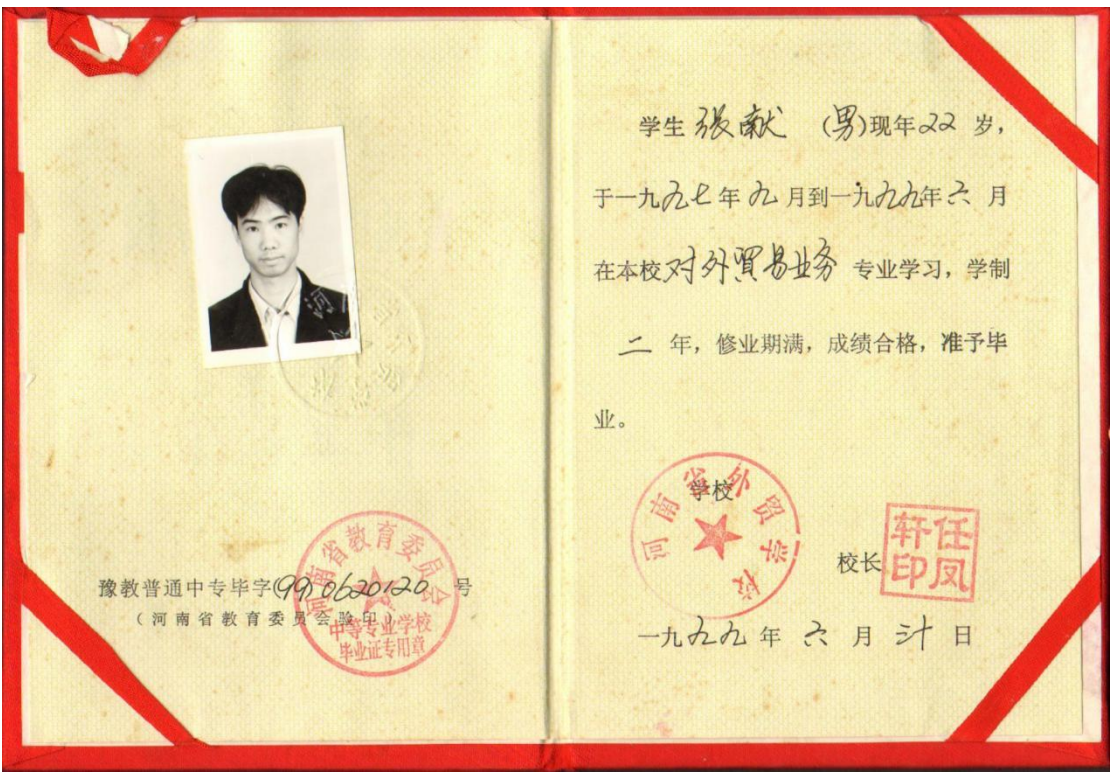 豫教普通中专毕字(99)0620120号
(河南省教育委员会验印)
河南省教育委员会
中等专业学校
毕业证专用章
学生 张献 (男)现年22岁,
于一九九七年九月到一九九九年六月
在本校对外贸易业务专业学习,学制
二年,修业期满,成绩合格,准予毕
业。
学校
河南省外贸学校
校长
任凤轩印
一九九九年六月三十日